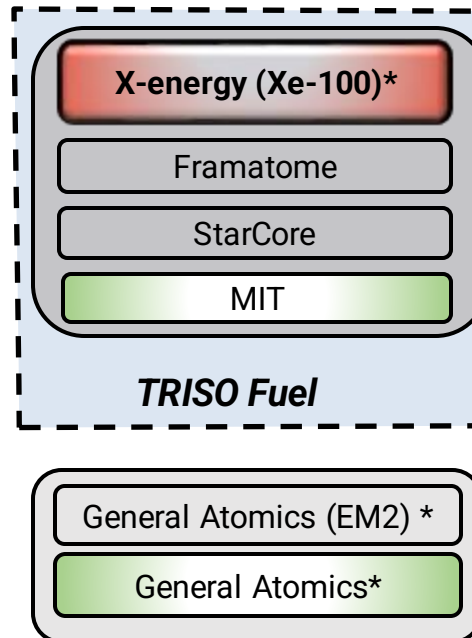 X-energy (Xe-100)*
Framatome
StarCore
MIT
TRISO Fuel
General Atomics (EM2) *
General Atomics*